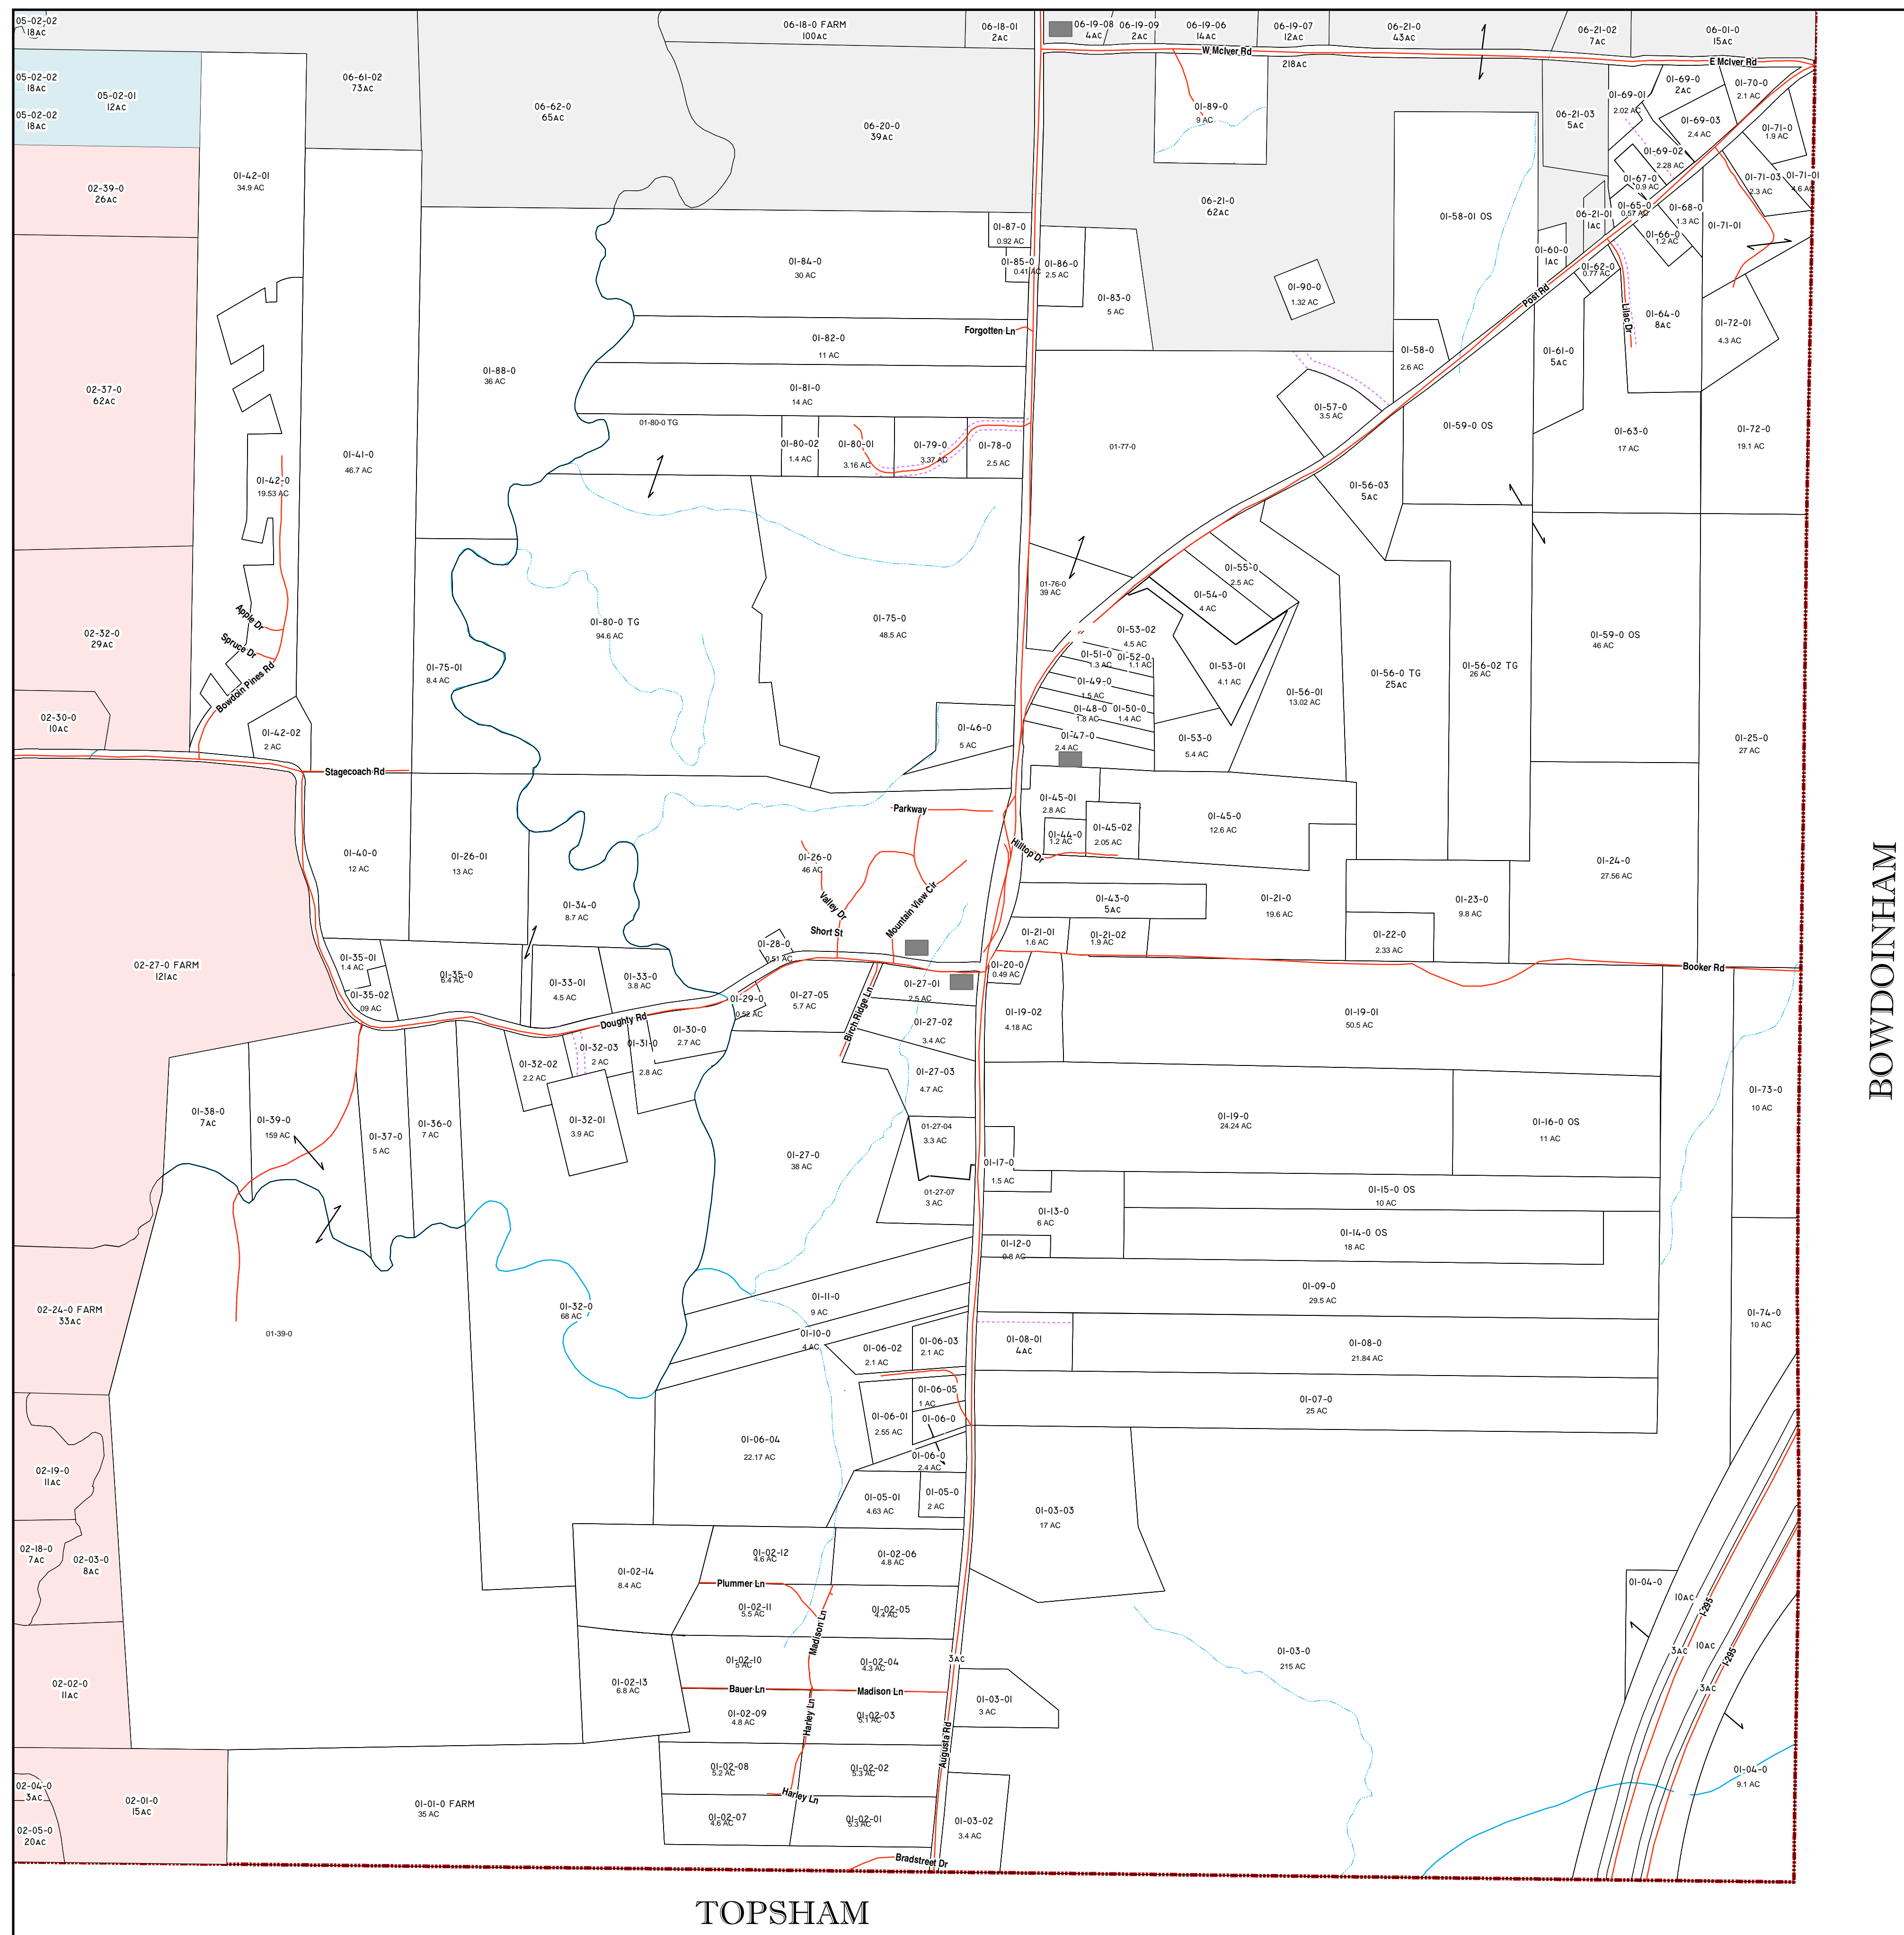 05-02-02
18AC
06-18-0 FARM
100AC
06-18-01
2AC
06-19-08
4AC
06-19-09
2AC
06-19-06
14AC
06-19-07
12AC
06-21-0
43AC
06-21-02
7AC
06-01-0
15AC
W McIver Rd
E McIver Rd
218AC
05-02-02
18AC
05-02-01
12AC
05-02-02
18AC
06-61-02
73AC
06-62-0
65AC
06-20-0
39AC
01-89-0
9 AC
06-21-03
5AC
01-69-01
2.02 AC
01-69-0
2AC
01-70-0
2.1 AC
01-69-03
2.4 AC
01-71-0
1.9 AC
01-69-02
2.28 AC
01-67-0
0.9 AC
01-71-03
2.3 AC
01-71-01
4.6 AC
02-39-0
26AC
01-42-01
34.9 AC
06-21-0
62AC
01-58-01 OS
06-21-01
1AC
01-65-0
0.57 AC
01-68-0
1.3 AC
01-66-0
1.2 AC
01-71-01
01-87-0
0.92 AC
01-84-0
30 AC
01-85-0
0.41 AC
01-86-0
2.5 AC
01-83-0
5 AC
01-90-0
1.32 AC
01-60-0
1AC
01-62-0
0.77 AC
Post Rd
Lilac Dr
01-64-0
8AC
01-72-01
4.3 AC
Forgotten Ln
01-82-0
11 AC
01-88-0
36 AC
01-81-0
14 AC
01-58-0
2.6 AC
01-61-0
5AC
02-37-0
62AC
01-80-0 TG
01-80-02
1.4 AC
01-80-01
3.16 AC
01-79-0
3.37 AC
01-78-0
2.5 AC
01-77-0
01-57-0
3.5 AC
01-59-0 OS
01-63-0
17 AC
01-72-0
19.1 AC
01-41-0
46.7 AC
01-42-0
19.53 AC
01-56-03
5AC
01-76-0
39 AC
01-55-0
2.5 AC
01-54-0
4 AC
Apple Dr
Spruce Dr
Bowdoin Pines Rd
02-32-0
29AC
01-80-0 TG
94.6 AC
01-75-0
48.5 AC
01-53-02
4.5 AC
01-51-0
1.3 AC
01-52-0
1.1 AC
01-53-01
4.1 AC
01-59-0 OS
46 AC
01-75-01
8.4 AC
01-49-0
1.5 AC
01-56-01
13.02 AC
01-56-0 TG
25AC
01-56-02 TG
26 AC
01-48-0
1.8 AC
01-50-0
1.4 AC
02-30-0
10AC
01-42-02
2 AC
01-46-0
5 AC
01-47-0
2.4 AC
01-53-0
5.4 AC
01-25-0
27 AC
Stagecoach Rd
Parkway
01-45-01
2.8 AC
01-44-0
1.2 AC
01-45-02
2.05 AC
01-45-0
12.6 AC
Hilltop Dr
01-40-0
12 AC
01-26-01
13 AC
01-26-0
46 AC
Valley Dr
Mountain View Cir
Short St
01-34-0
8.7 AC
01-24-0
27.56 AC
01-43-0
5AC
01-21-0
19.6 AC
01-23-0
9.8 AC
01-22-0
2.33 AC
01-21-01
1.6 AC
01-21-02
1.9 AC
BOWDOINHAM
02-27-0 FARM
121AC
01-35-01
1.4 AC
01-35-02
.09 AC
01-35-0
6.4 AC
01-33-01
4.5 AC
01-33-0
3.8 AC
01-28-0
0.51 AC
01-20-0
0.49 AC
Booker Rd
01-29-0
0.52 AC
01-27-05
5.7 AC
01-27-01
2.5 AC
Birch Ridge Ln
01-27-02
3.4 AC
01-19-02
4.18 AC
01-19-01
50.5 AC
Doughty Rd
01-30-0
2.7 AC
01-31-0
2.8 AC
01-32-03
2 AC
01-32-02
2.2 AC
01-27-03
4.7 AC
01-73-0
10 AC
01-38-0
7AC
01-39-0
159 AC
01-37-0
5 AC
01-36-0
7 AC
01-32-01
3.9 AC
01-27-04
3.3 AC
01-19-0
24.24 AC
01-16-0 OS
11 AC
01-27-0
38 AC
01-17-0
1.5 AC
01-27-07
3 AC
01-15-0 OS
10 AC
01-13-0
6 AC
01-14-0 OS
18 AC
01-12-0
0.8 AC
02-24-0 FARM
33AC
01-32-0
68 AC
01-11-0
9 AC
01-09-0
29.5 AC
01-74-0
10 AC
01-39-0
01-10-0
4 AC
01-06-02
2.1 AC
01-06-03
2.1 AC
01-08-01
4AC
01-08-0
21.84 AC
01-06-05
1 AC
01-07-0
25 AC
01-06-01
2.55 AC
01-06-0
01-06-04
22.17 AC
01-06-0
2.4 AC
02-19-0
11AC
01-05-01
4.63 AC
01-05-0
2 AC
01-03-03
17 AC
02-18-0
7AC
02-03-0
8AC
01-02-14
8.4 AC
01-02-12
4.6 AC
01-02-06
4.8 AC
Plummer Ln
01-02-11
5.5 AC
Madison Ln
01-02-05
4.4 AC
01-04-0
10AC
I-295
3AC
10AC
I-295
3AC
01-02-10
5 AC
01-02-04
4.3 AC
3AC
01-03-0
215 AC
02-02-0
11AC
01-02-13
6.8 AC
Bauer Ln
Madison Ln
01-02-09
4.8 AC
Harley Ln
01-02-03
5.1 AC
01-03-01
3 AC
Augusta Rd
01-02-08
5.2 AC
01-02-02
5.3 AC
01-04-0
9.1 AC
02-04-0
3AC
02-01-0
15AC
01-01-0 FARM
35 AC
Harley Ln
01-02-07
4.6 AC
01-02-01
5.3 AC
01-03-02
3.4 AC
02-05-0
20AC
Bradstreet Dr
TOPSHAM